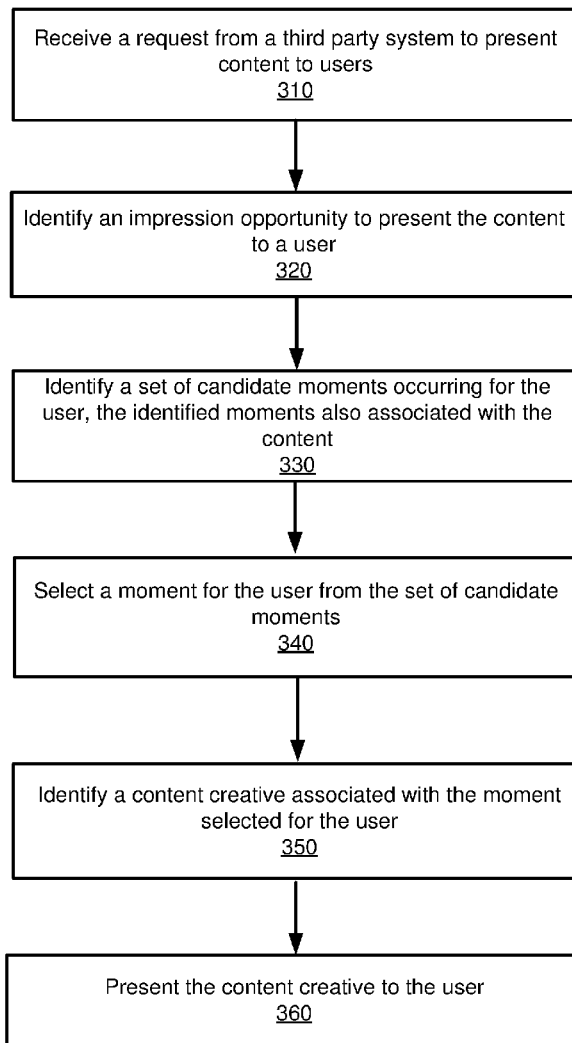 Receive a request from a third party system to present
content to users
310
Identify an impression opportunity to present the content
to a user
320
Identify a set of candidate moments occurring for the
user, the identified moments also associated with the
content
330
Select a moment for the user from the set of candidate
moments
340
Identify a content creative associated with the moment
selected for the user
350
Present the content creative to the user
360